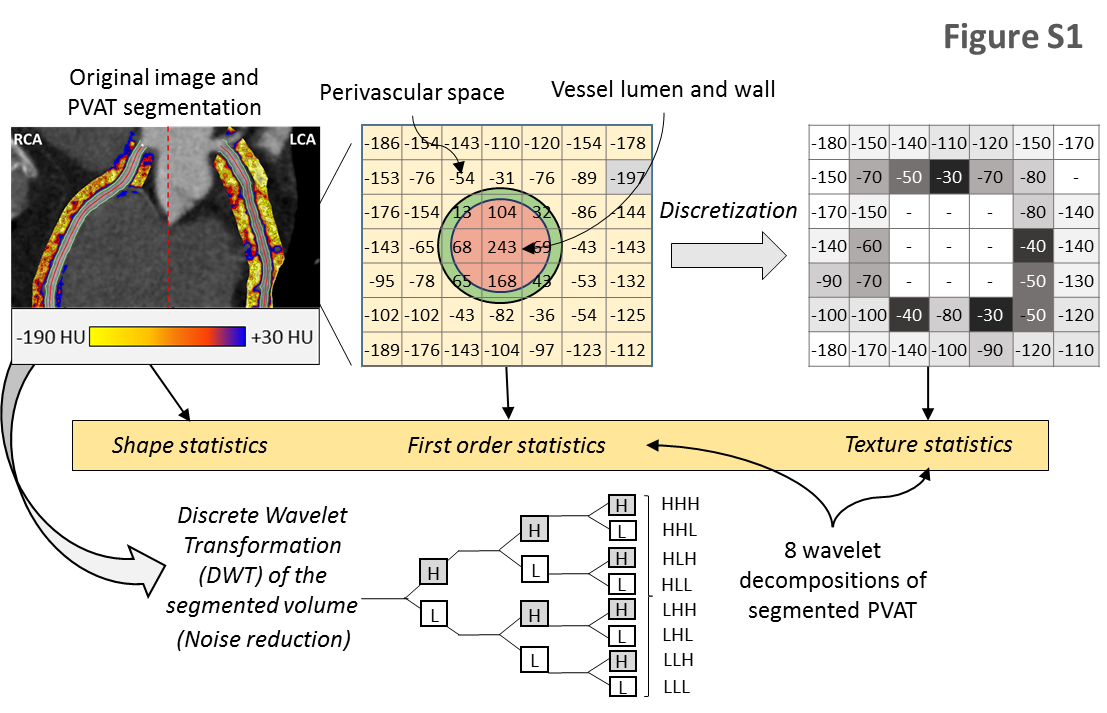 Figure S1
Original image and
PVAT segmentation
Perivascular space
Vessel lumen and wall
RCA
LCA
-190 HU
+30 HU
-186 -154 -143 -110 -120 -154 -178
-153 -76 -54 -31 -76 -89 -197
-176 -154 13 104 32 -86 -144
-143 -65 68 243 69 -43 -143
-95 -78 65 168 43 -53 -132
-102 -102 -43 -82 -36 -54 -125
-189 -176 -143 -104 -97 -123 -112
Discretization
-180 -150 -140 -110 -120 -150 -170
-150 -70 -50 -30 -70 -80 -
-170 -150 - - - -80 -140
-140 -60 - - - -40 -140
-90 -70 - - - -50 -130
-100 -100 -40 -80 -30 -50 -120
-180 -170 -140 -100 -90 -120 -110
Shape statistics
First order statistics
Texture statistics
Discrete Wavelet
Transformation
(DWT) of the
segmented volume
(Noise reduction)
H
L
H
L
H
L
H
L
H
L
H
L
H
L
HHH
HHL
HLH
HLL
LHH
LHL
LLH
LLL
8 wavelet
decompositions of
segmented PVAT